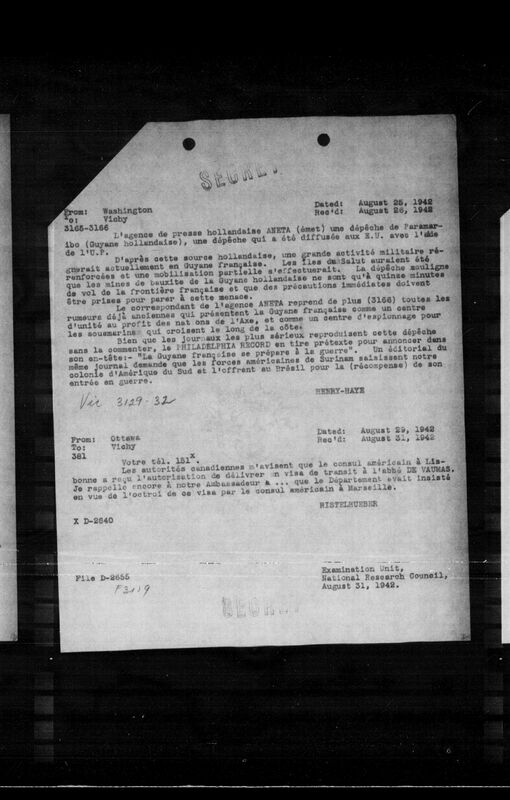 SECRET
From: Washington Dated: August 25, 1942
To: Vichy Rec'd: August 26, 1942
3165-3166
L'agence de presse hollandaise ANETA (émet) une dépêche de Paramar-
ibo (Guyane hollandaise), une dépêche qui a été diffusée aux E.U. avec l'aide
de l'U.P.
D'après cette source hollandaise, une grande activité militaire ré-
gnerait actuellement en Guyane française. Les îles du Salut auraient été
renforcées et une mobilisation partielle s'effectuerait. La dépêche souligne
que les mines de bauxite de la Guyane hollandaise ne sont qu'à quinze minutes
de vol de la frontière française et que des précautions immédiates doivent
être prises pour parer à cette menace.
Le correspondant de l'agence ANETA reprend de plus (3166) toutes les
rumeurs déjà anciennes qui présentent la Guyane française comme un centre
d'unité au profit des nations de l'Axe, et comme un centre d'espionnage pour
les sousmarins qui croisent le long de la côte.
Bien que les journaux les plus sérieux reproduisent cette dépêche
sans la commenter, le PHILADELPHIA RECORD en tire prétexte pour annoncer dans
son en-tête:- "La Guyane française se prépare à la guerre". Un éditorial du
même journal demande que les forces américaines de Surinam saisissent notre
colonie d'Amérique du Sud et l'offrent au Brésil pour la (récompense) de son
entrée en guerre.
HENRY-HAYE
Vir 3129-32
From: Ottawa Dated: August 29, 1942
To: Vichy Rec'd: August 31, 1942
381
Votre tél. 181x.
Les autorités canadiennes m'avisent que le consul américain à Lis-
bonne a reçu l'autorisation de délivrer un visa de transit à l'abbé DE VAUMAS.
Je rappelle encore à notre Ambassadeur à ... que le Département avait insisté
en vue de l'octroi de ce visa par le consul américain à Marseille.
RISTELHUEBER
X D-2640
File D-2655
F3119
Examination Unit,
National Research Council,
August 31, 1942.
SECRET